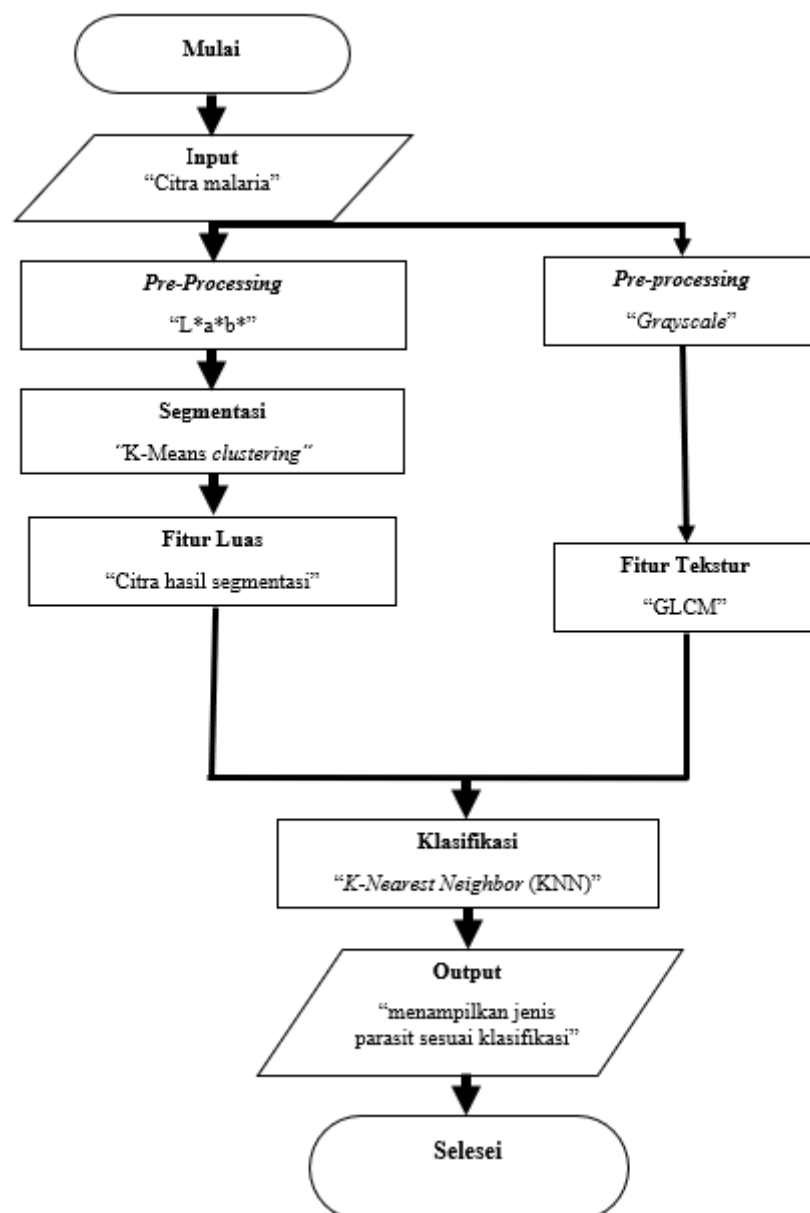 Mulai
Input
“Citra malaria”
Pre-Processing
“L*a*b*”
Pre-processing
“Grayscale”
Segmentasi
“K-Means clustering”
Fitur Luas
“Citra hasil segmentasi”
Fitur Tekstur
“GLCM”
Klasifikasi
“K-Nearest Neighbor (KNN)”
Output
“menampilkan jenis
parasit sesuai klasifikasi”
Selesei